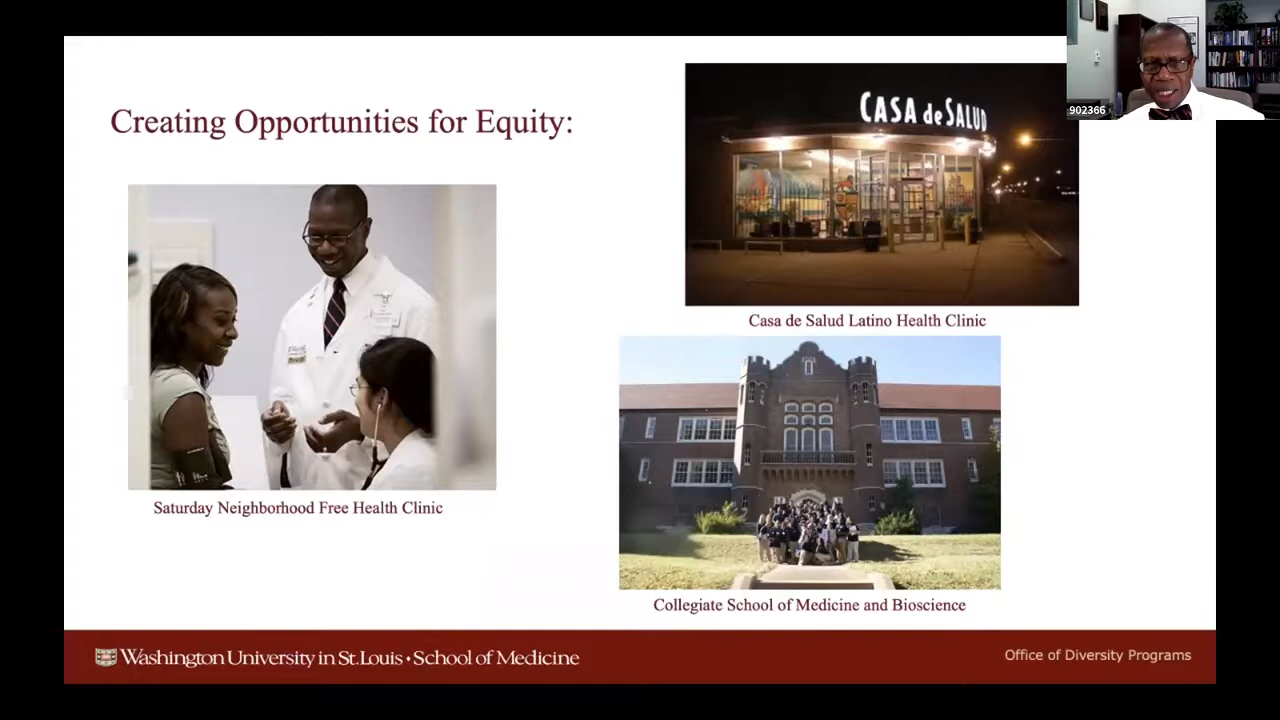 902366
Creating Opportunities for Equity:
CASA de SALUD
Casa de Salud Latino Health Clinic
Saturday Neighborhood Free Health Clinic
Collegiate School of Medicine and Bioscience
Washington University in St. Louis • School of Medicine
Office of Diversity Programs